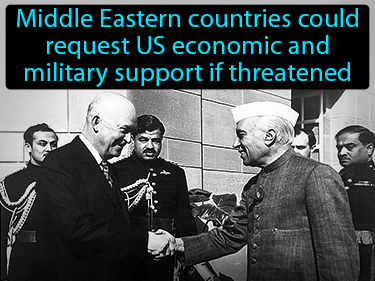 Middle Eastern countries could
request US economic and
military support if threatened